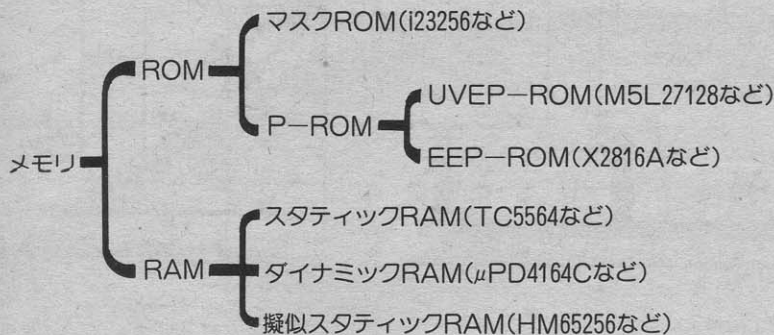 マスクROM(i23256など)
ROM
UVEP-ROM(M5L27128など)
P-ROM
EEP-ROM(X2816Aなど)
メモリ
スタティックRAM(TC5564など)
RAM
ダイナミックRAM(μPD4164Cなど)
擬似スタティックRAM(HM65256など)